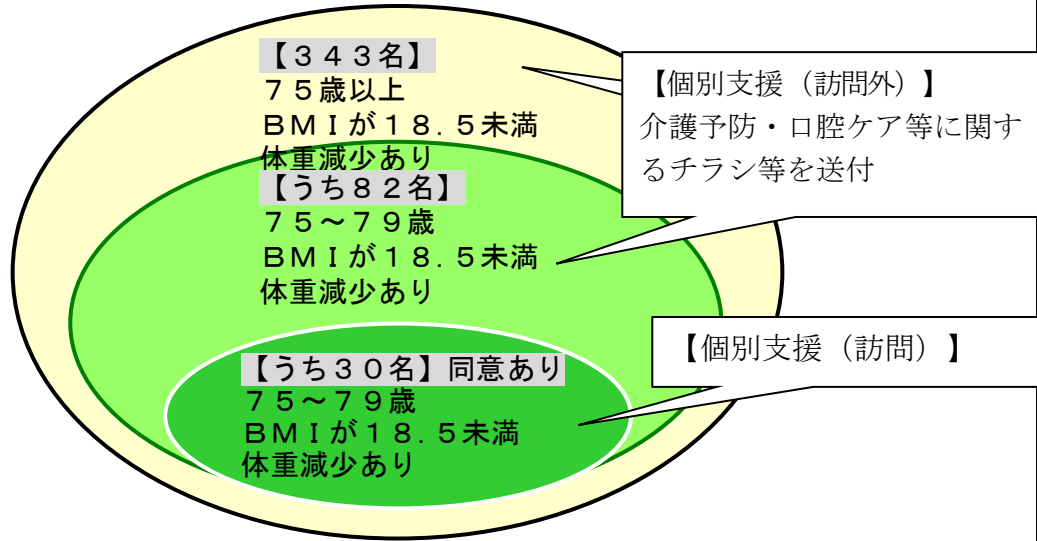 【３４３名】
７５歳以上
ＢＭＩが１８.５未満
体重減少あり
【うち８２名】
７５～７９歳
ＢＭＩが１８.５未満
体重減少あり
【うち３０名】同意あり
７５～７９歳
ＢＭＩが１８.５未満
体重減少あり
【個別支援（訪問外）】
介護予防・口腔ケア等に関す
るチラシ等を送付
【個別支援（訪問）】